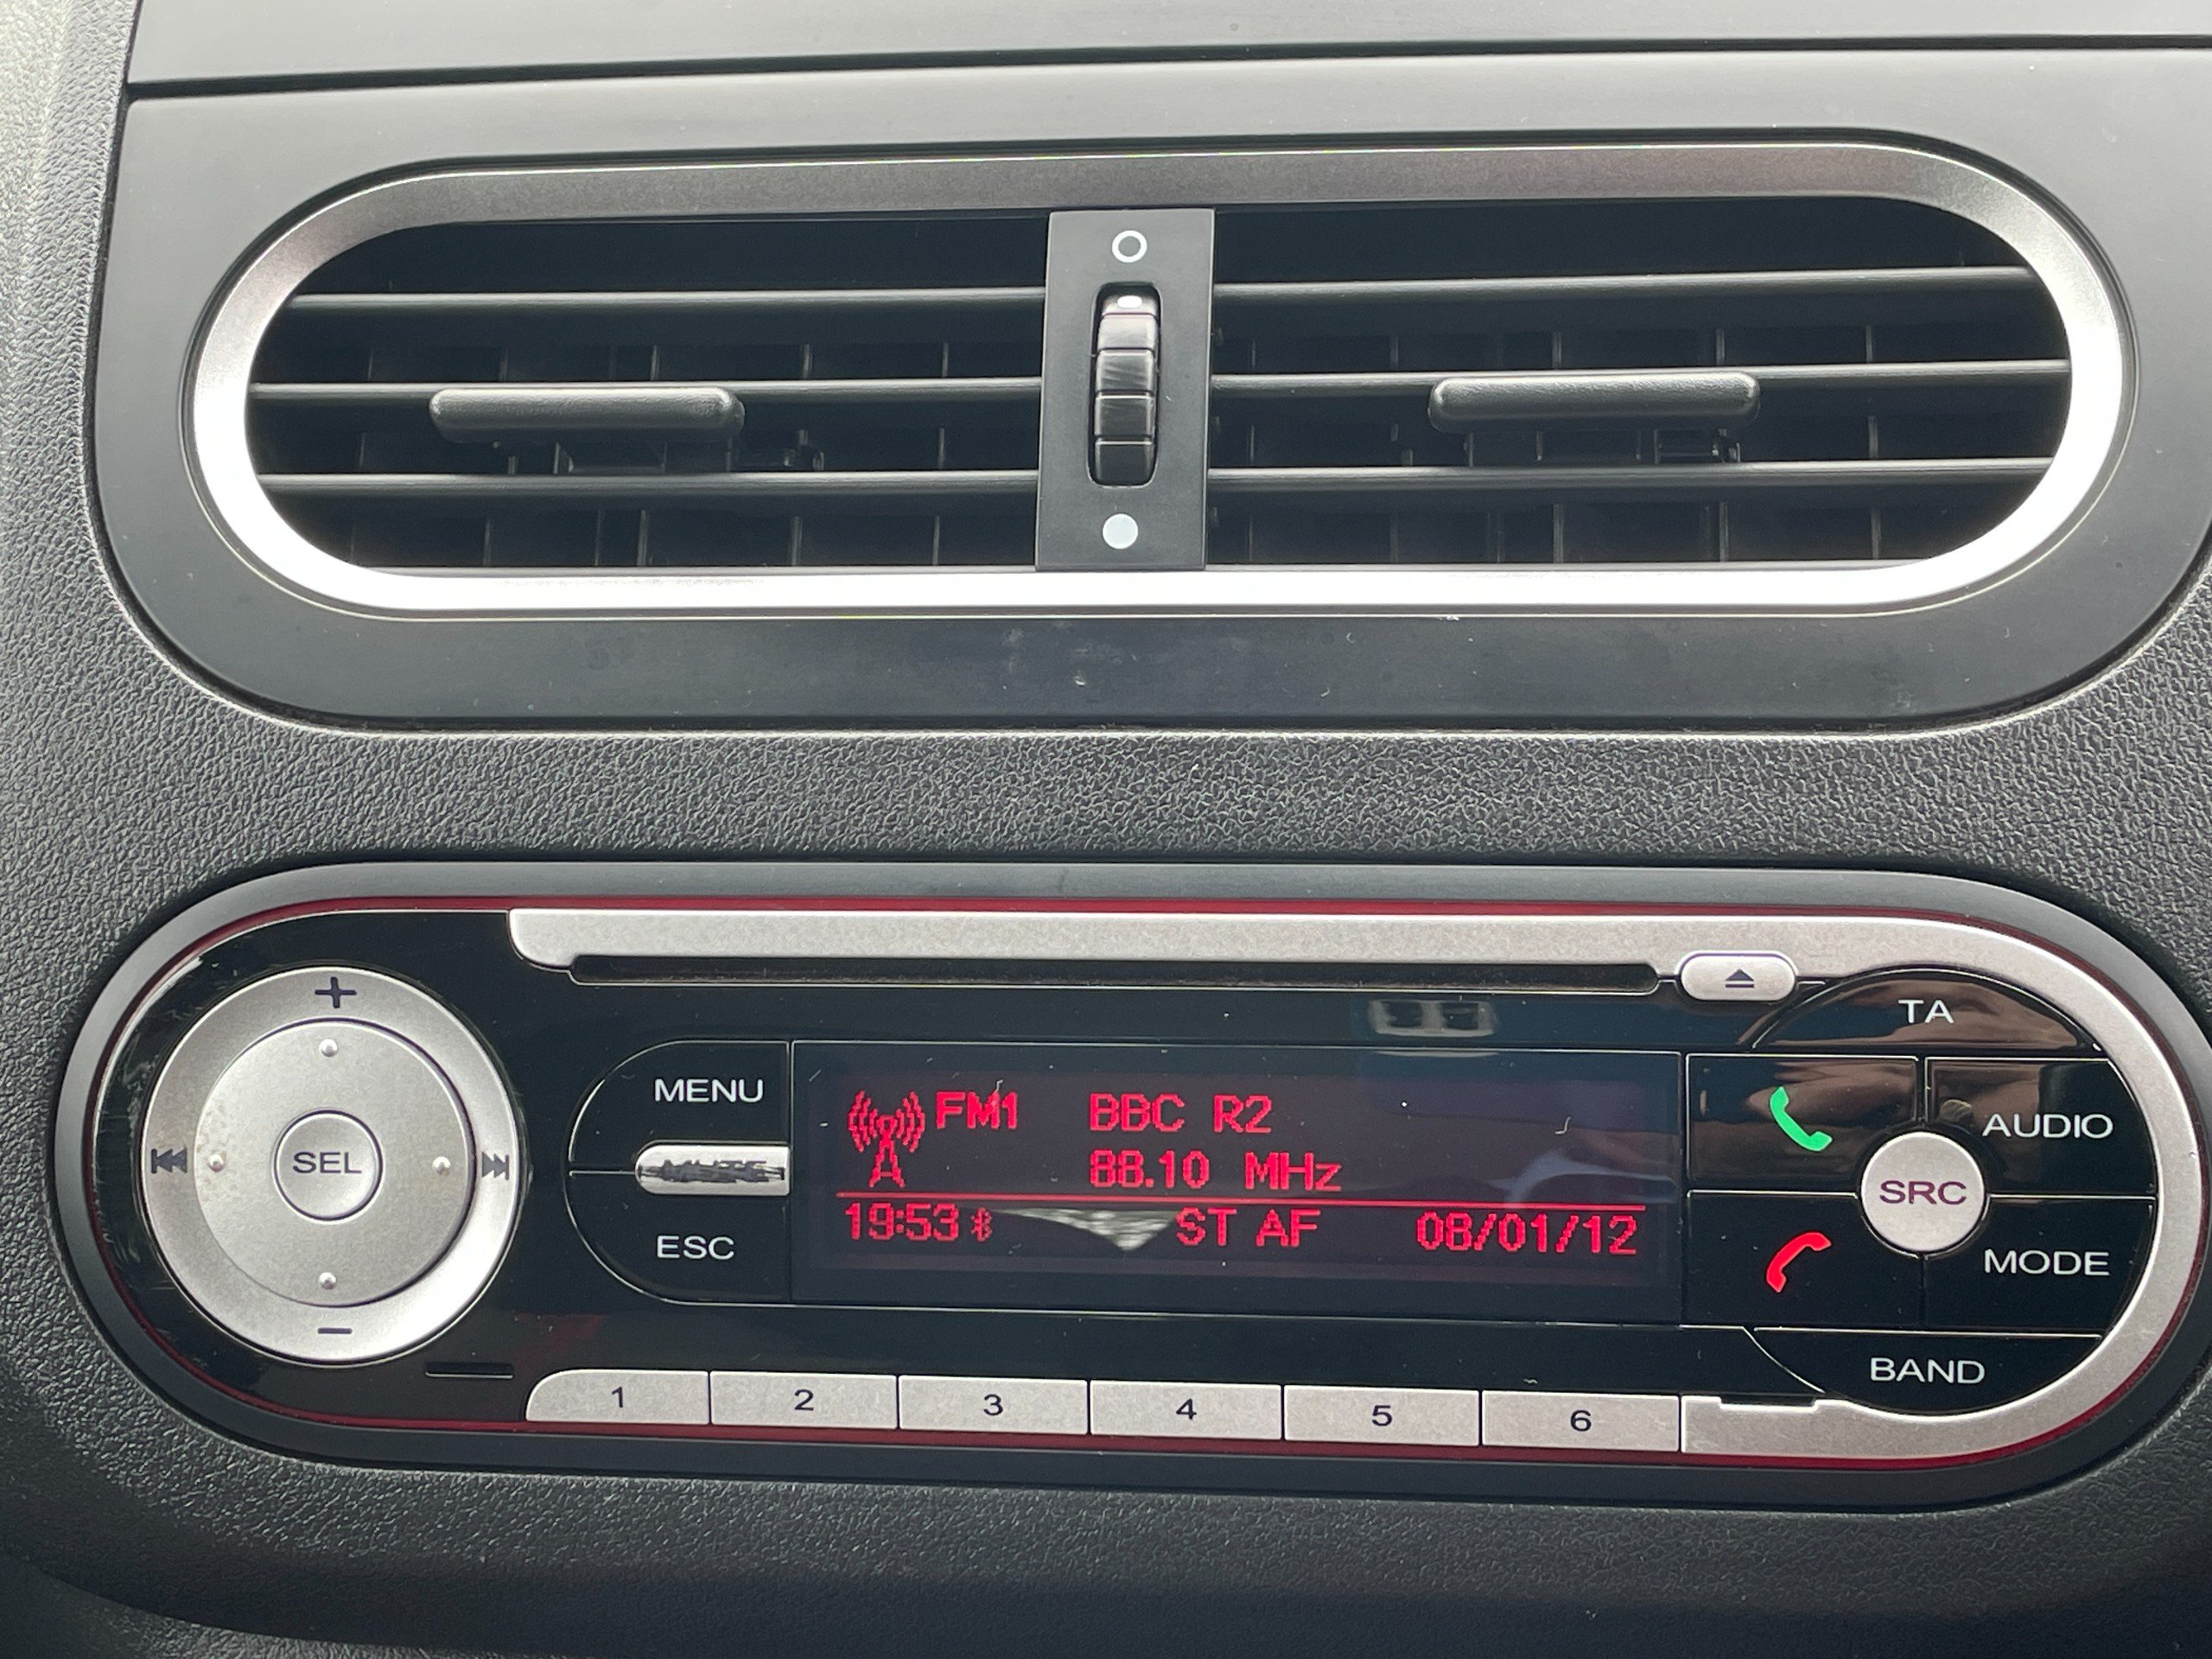 TA
MENU
FM1 BBC R2
AUDIO
SEL
88.10 MHz
SRC
19:53 ST AF 08/01/12
ESC
MODE
BAND
1 2 3 4 5 6